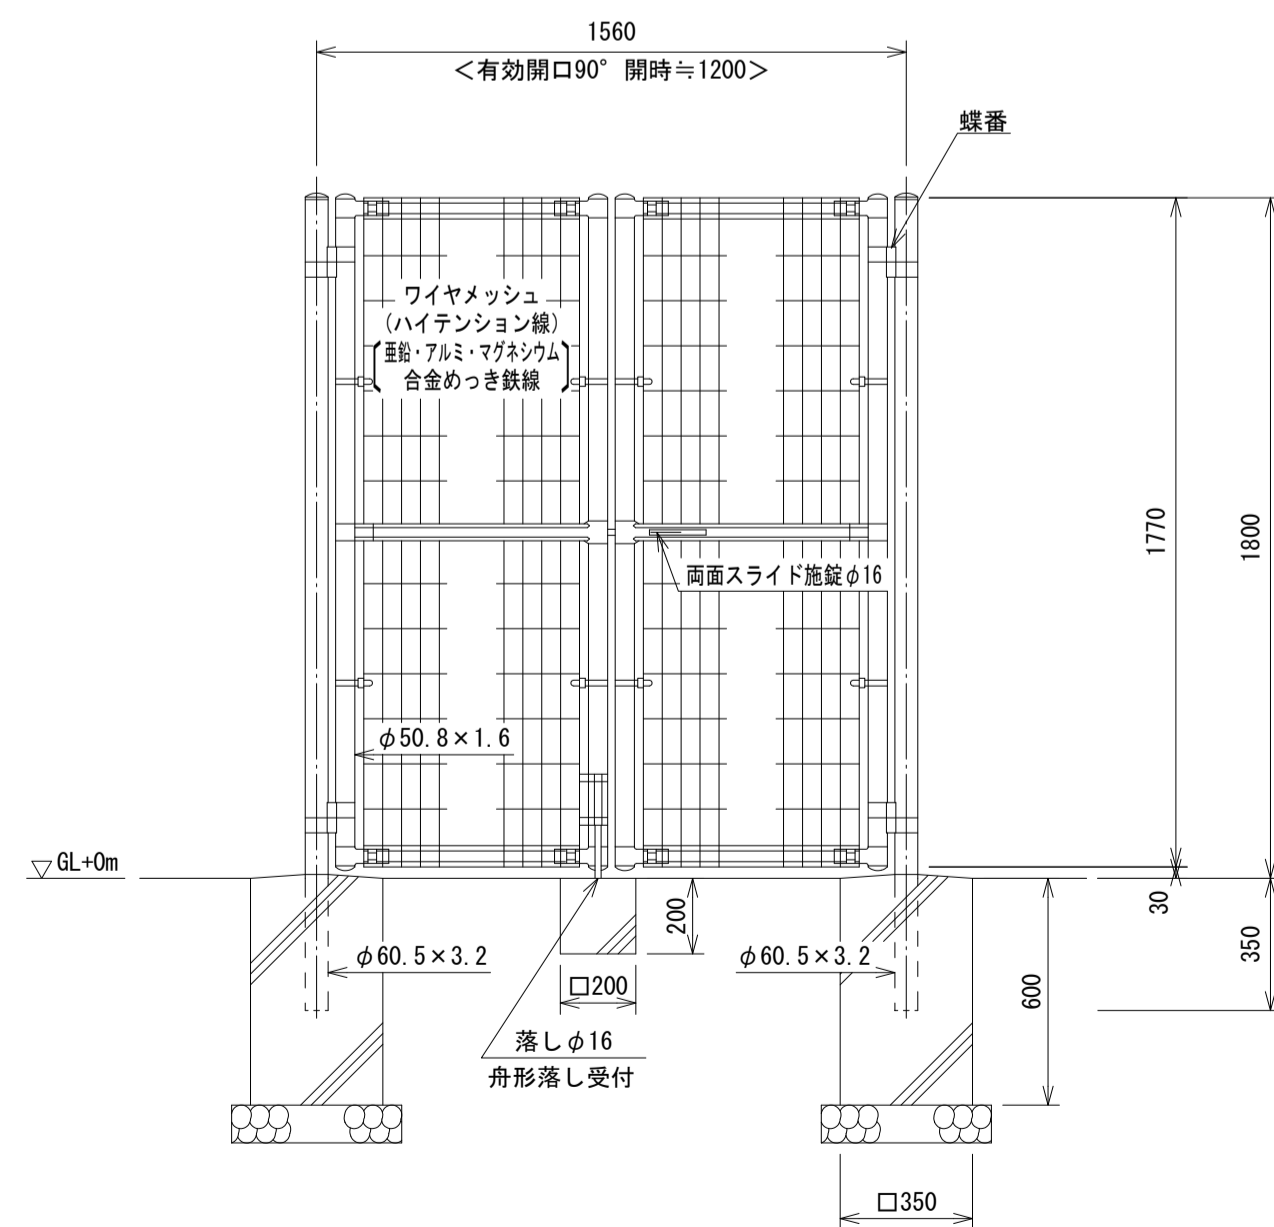 1560
＜有効開口90°開時≒1200＞
蝶番
ワイヤメッシュ
(ハイテンション線)
亜鉛・アルミ・マグネシウム
合金めっき鉄線
1770
1800
両面スライド施錠φ16
φ50.8×1.6
GL+0m
30
200
350
φ60.5×3.2
φ60.5×3.2
□200
600
落しφ16
舟形落し受付
□350